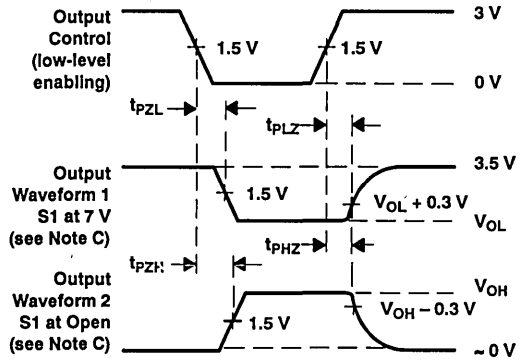 Output
Control
(low-level
enabling)
1.5 V
1.5 V
3 V
0 V
tPZL
tPLZ
Output
Waveform 1
S1 at 7 V
(see Note C)
1.5 V
3.5 V
VOL + 0.3 V
VOL
tPZH
tPHZ
Output
Waveform 2
S1 at Open
(see Note C)
1.5 V
VOH
VOH – 0.3 V
~ 0 V